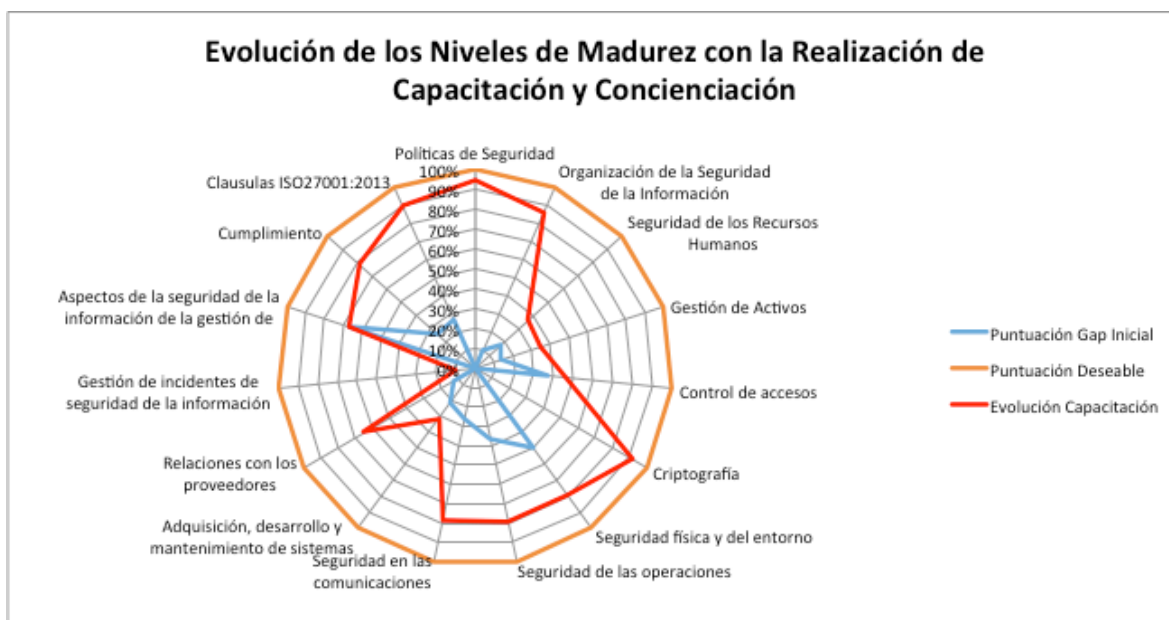 Evolución de los Niveles de Madurez con la Realización de
Capacitación y Concienciación
Políticas de Seguridad
Organización de la Seguridad
de la Información
Seguridad de los Recursos
Humanos
Gestión de Activos
Control de accesos
Criptografía
Seguridad física y del entorno
Seguridad de las operaciones
Seguridad en las
comunicaciones
Adquisición, desarrollo y
mantenimiento de sistemas
Relaciones con los
proveedores
Gestión de incidentes de
seguridad de la información
Aspectos de la seguridad de la
información de la gestión de
Cumplimiento
Clausulas ISO27001:2013
100%
90%
80%
70%
60%
50%
40%
30%
20%
10%
0%
Puntuación Gap Inicial
Puntuación Deseable
Evolución Capacitación